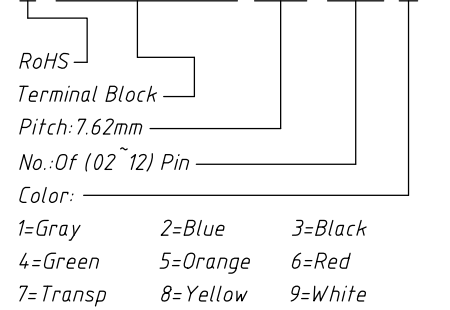 RoHS
Terminal Block
Pitch:7.62mm
No.:Of (02~12) Pin
Color:
1=Gray 2=Blue 3=Black
4=Green 5=Orange 6=Red
7=Transp 8=Yellow 9=White